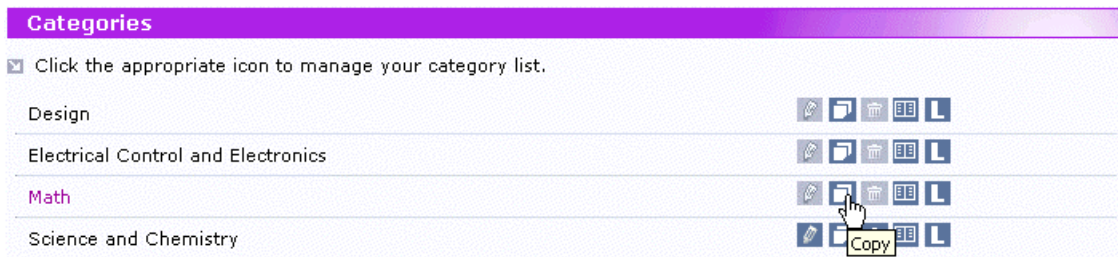 Categories
Click the appropriate icon to manage your category list.
Design
L
Electrical Control and Electronics
L
Math
L
Science and Chemistry
L
Copy